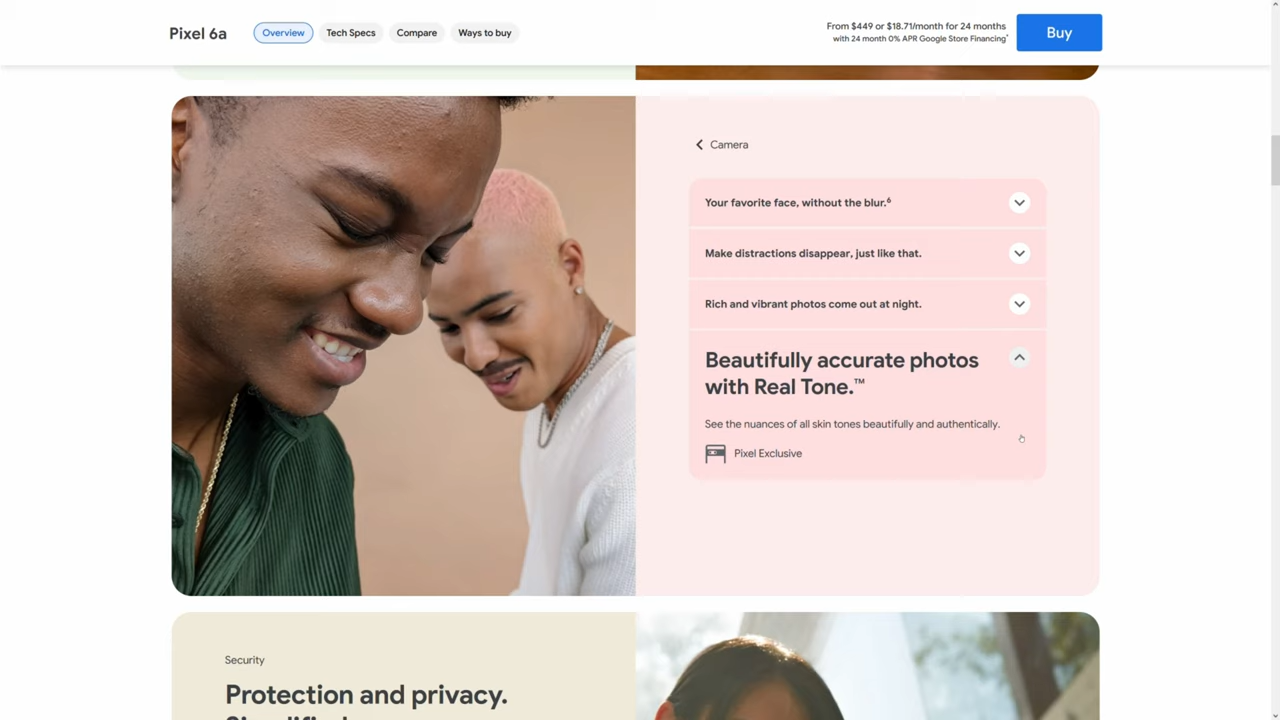 Pixel 6a
Overview
Tech Specs
Compare
Ways to buy
From $449 or $18.71/month for 24 months
with 24 month 0% APR Google Store Financing*
Buy
Camera
Your favorite face, without the blur.⁶
Make distractions disappear, just like that.
Rich and vibrant photos come out at night.
Beautifully accurate photos
with Real Tone.™
See the nuances of all skin tones beautifully and authentically.
Pixel Exclusive
Security
Protection and privacy.